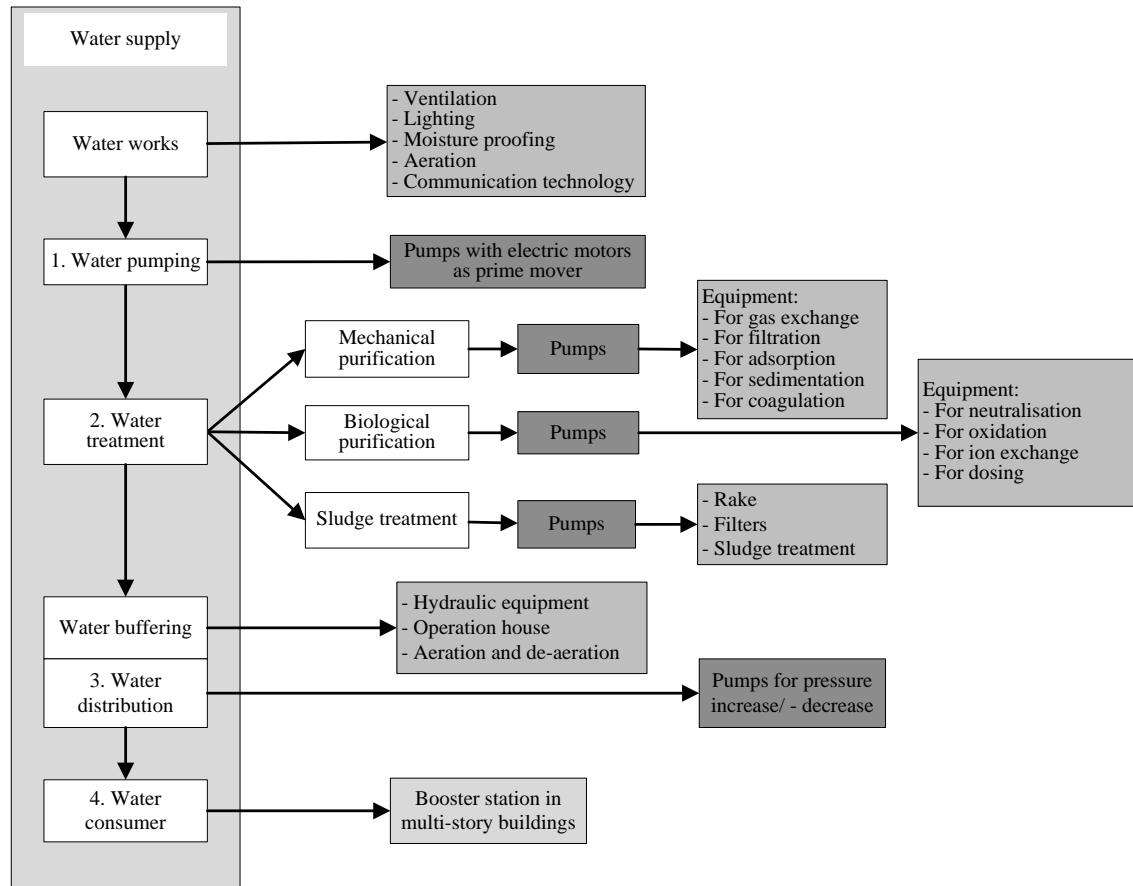 Water supply
Water works
- Ventilation
- Lighting
- Moisture proofing
- Aeration
- Communication technology
1. Water pumping
Pumps with electric motors
as prime mover
Mechanical
purification
Pumps
Equipment:
- For gas exchange
- For filtration
- For adsorption
- For sedimentation
- For coagulation
2. Water
treatment
Biological
purification
Pumps
Equipment:
- For neutralisation
- For oxidation
- For ion exchange
- For dosing
Sludge treatment
Pumps
- Rake
- Filters
- Sludge treatment
Water buffering
- Hydraulic equipment
- Operation house
- Aeration and de-aeration
3. Water
distribution
Pumps for pressure
increase/ - decrease
4. Water
consumer
Booster station in
multi-story buildings